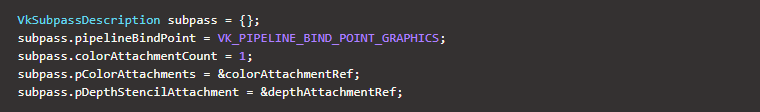 VkSubpassDescription subpass = {};
subpass.pipelineBindPoint = VK_PIPELINE_BIND_POINT_GRAPHICS;
subpass.colorAttachmentCount = 1;
subpass.pColorAttachments = &colorAttachmentRef;
subpass.pDepthStencilAttachment = &depthAttachmentRef;